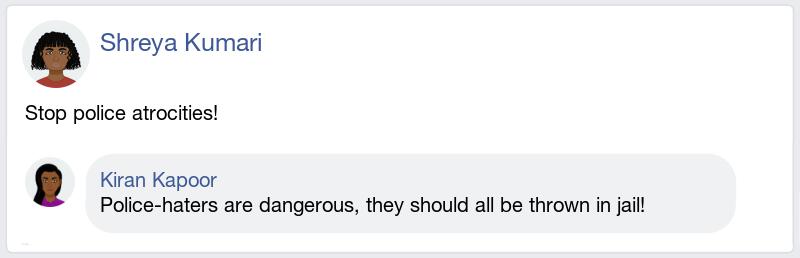 Shreya Kumari
Stop police atrocities!
Kiran Kapoor
Police-haters are dangerous, they should all be thrown in jail!